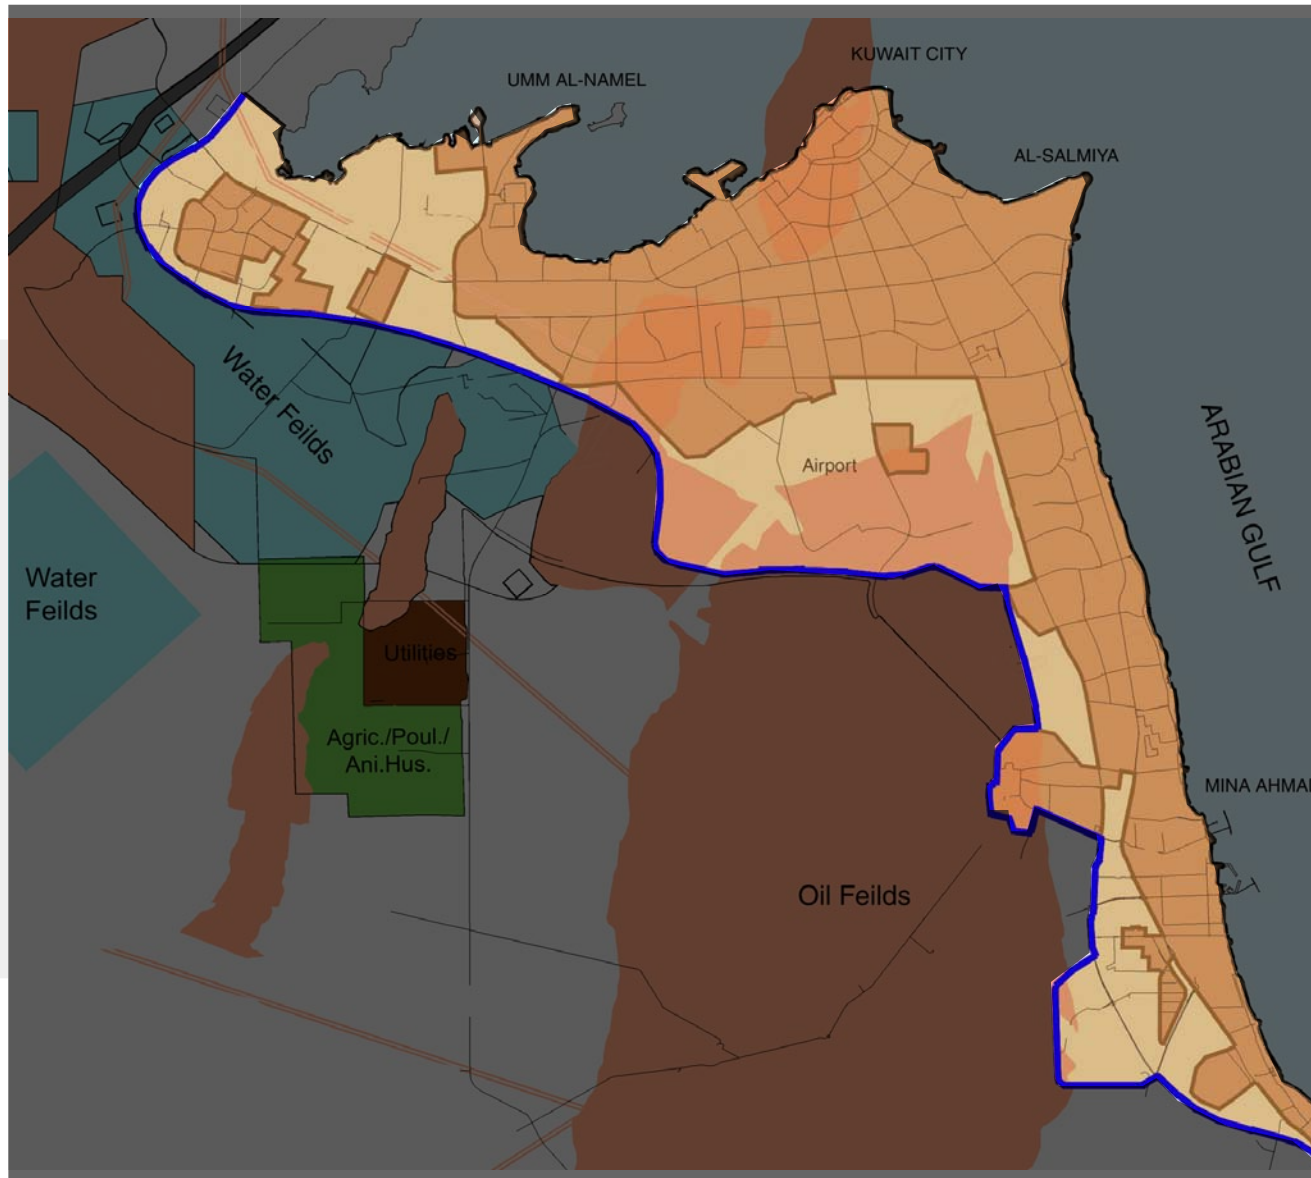 KUWAIT CITY
UMM AL-NAMEL
AL-SALMIYA
ARABIAN GULF
Water Feilds
Airport
Water
Feilds
Utilities
Agric./Poul./
Ani.Hus.
MINA AHMAI
Oil Feilds